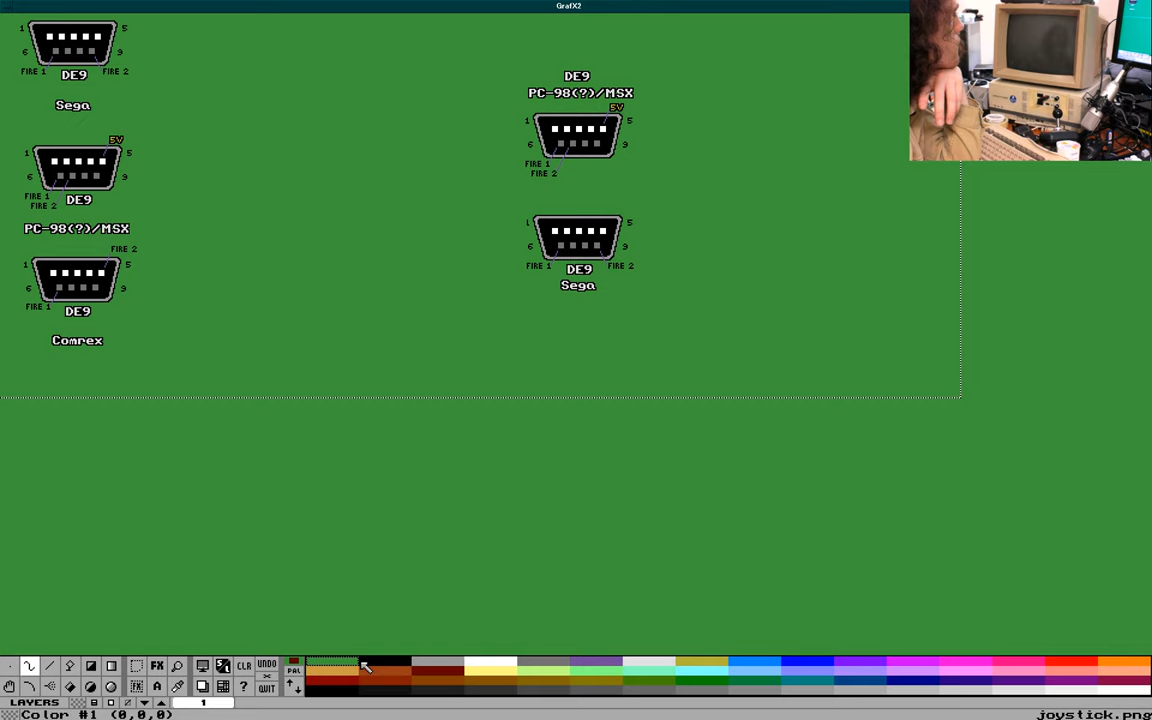 GrafX2
1 5
6 9
FIRE 1 FIRE 2
DE9
Sega
5V
1 5
6 9
FIRE 1
FIRE 2
DE9
PC-98(?)/MSX
FIRE 2
1 5
6 9
FIRE 1
DE9
Comrex
DE9
PC-98(?)/MSX
5V
1 5
6 9
FIRE 1
FIRE 2
1 5
6 9
FIRE 1 FIRE 2
DE9
Sega
FX CLR UNDO PAL
A ? QUIT
LAYERS 1
Color #1 (0,0,0) joystick.png